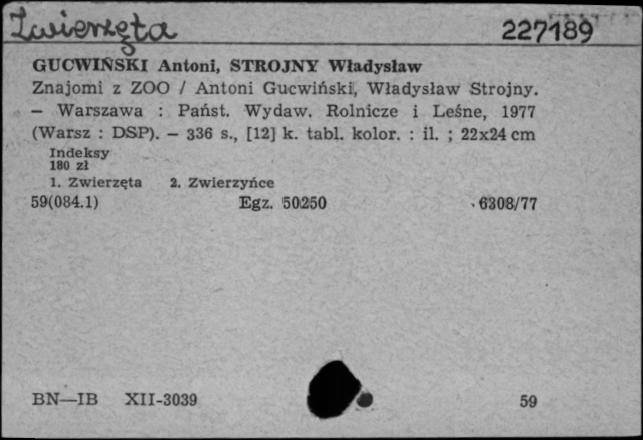 Zwierzęta 227189
GUCWIŃSKI Antoni, STROJNY Władysław
Znajomi z ZOO / Antoni Gucwiński, Władysław Strojny.
— Warszawa : Państ. Wydaw. Rolnicze i Leśne, 1977
(Warsz : DSP). — 336 s., [12] k. tabl. kolor. : il. ; 22x24 cm
Indeksy
180 zł
1. Zwierzęta 2. Zwierzyńce
59(084.1) Egz. 50250 6308/77
BN—IB XII-3039 59